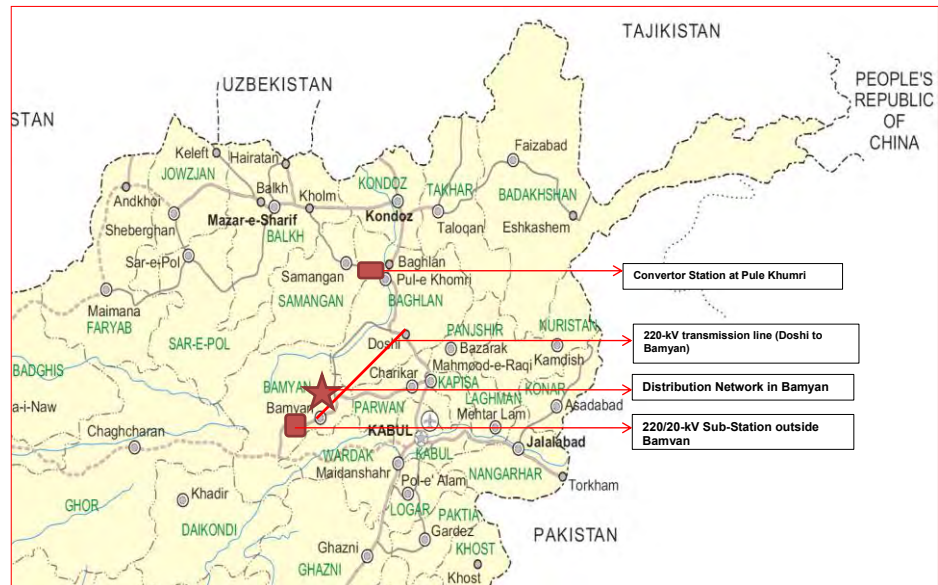 TAJIKISTAN
UZBEKISTAN
PEOPLE'S
REPUBLIC
OF
CHINA
STAN
Keleft
Hairatan
Faizabad
JOWZJAN
Balkh
Kholm
KONDOZ
TAKHAR
BADAKHSHAN
Andkhoi
Mazar-e-Sharif
Kondoz
Sheberghan
BALKH
Taloqan
Eshkashem
Sar-e-Pol
Samangan
Baghlan
Convertor Station at Pule Khumri
Pul-e Khomri
SAMANGAN
BAGHLAN
Maimana
FARYAB
NURISTAN
PANJSHIR
220-kV transmission line (Doshi to
Bamyan)
SAR-E-POL
Doshi
Bazarak
Kamdish
BADGHIS
Mahmood-e-Raqi
BAMYAN
Charikar
KAPISA
KONAR
Distribution Network in Bamyan
LAGHMAN
a-i-Naw
Bamyan
PARWAN
Mehtar Lam
Asadabad
220/20-kV Sub-Station outside
Bamvan
Chaghcharan
KABUL
Jalalabad
WARDAK
KABUL
Maidanshahr
NANGARHAR
Torkham
Pol-e' Alam
GHOR
Khadir
LOGAR
PAKTIA
DAIKONDI
Gardez
PAKISTAN
Ghazni
GHAZNI
KHOST
Khost